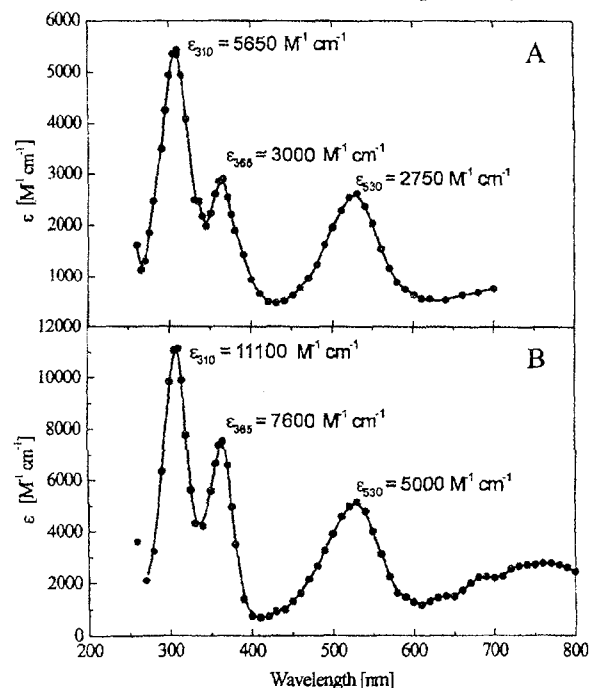 6000
A
ε₃₁₀ = 5650 M⁻¹ cm⁻¹
5000
4000
ε₃₆₅ = 3000 M⁻¹ cm⁻¹
3000
ε₅₃₀ = 2750 M⁻¹ cm⁻¹
2000
1000
ε [M⁻¹ cm⁻¹]
12000
B
ε₃₁₀ = 11100 M⁻¹ cm⁻¹
10000
8000
ε₃₆₅ = 7600 M⁻¹ cm⁻¹
6000
ε₅₃₀ = 5000 M⁻¹ cm⁻¹
4000
2000
0
ε [M⁻¹ cm⁻¹]
200 300 400 500 600 700 800
Wavelength [nm]